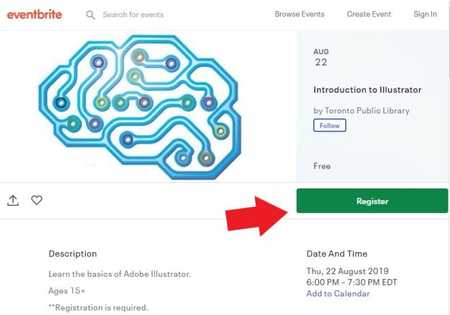 eventbrite
Search for events
Browse Events
Create Event
Sign In
AUG
22
Introduction to Illustrator
by Toronto Public Library
Follow
Free
Register
Description
Learn the basics of Adobe Illustrator.
Ages 15+
**Registration is required.
Date And Time
Thu, 22 August 2019
6:00 PM – 7:30 PM EDT
Add to Calendar